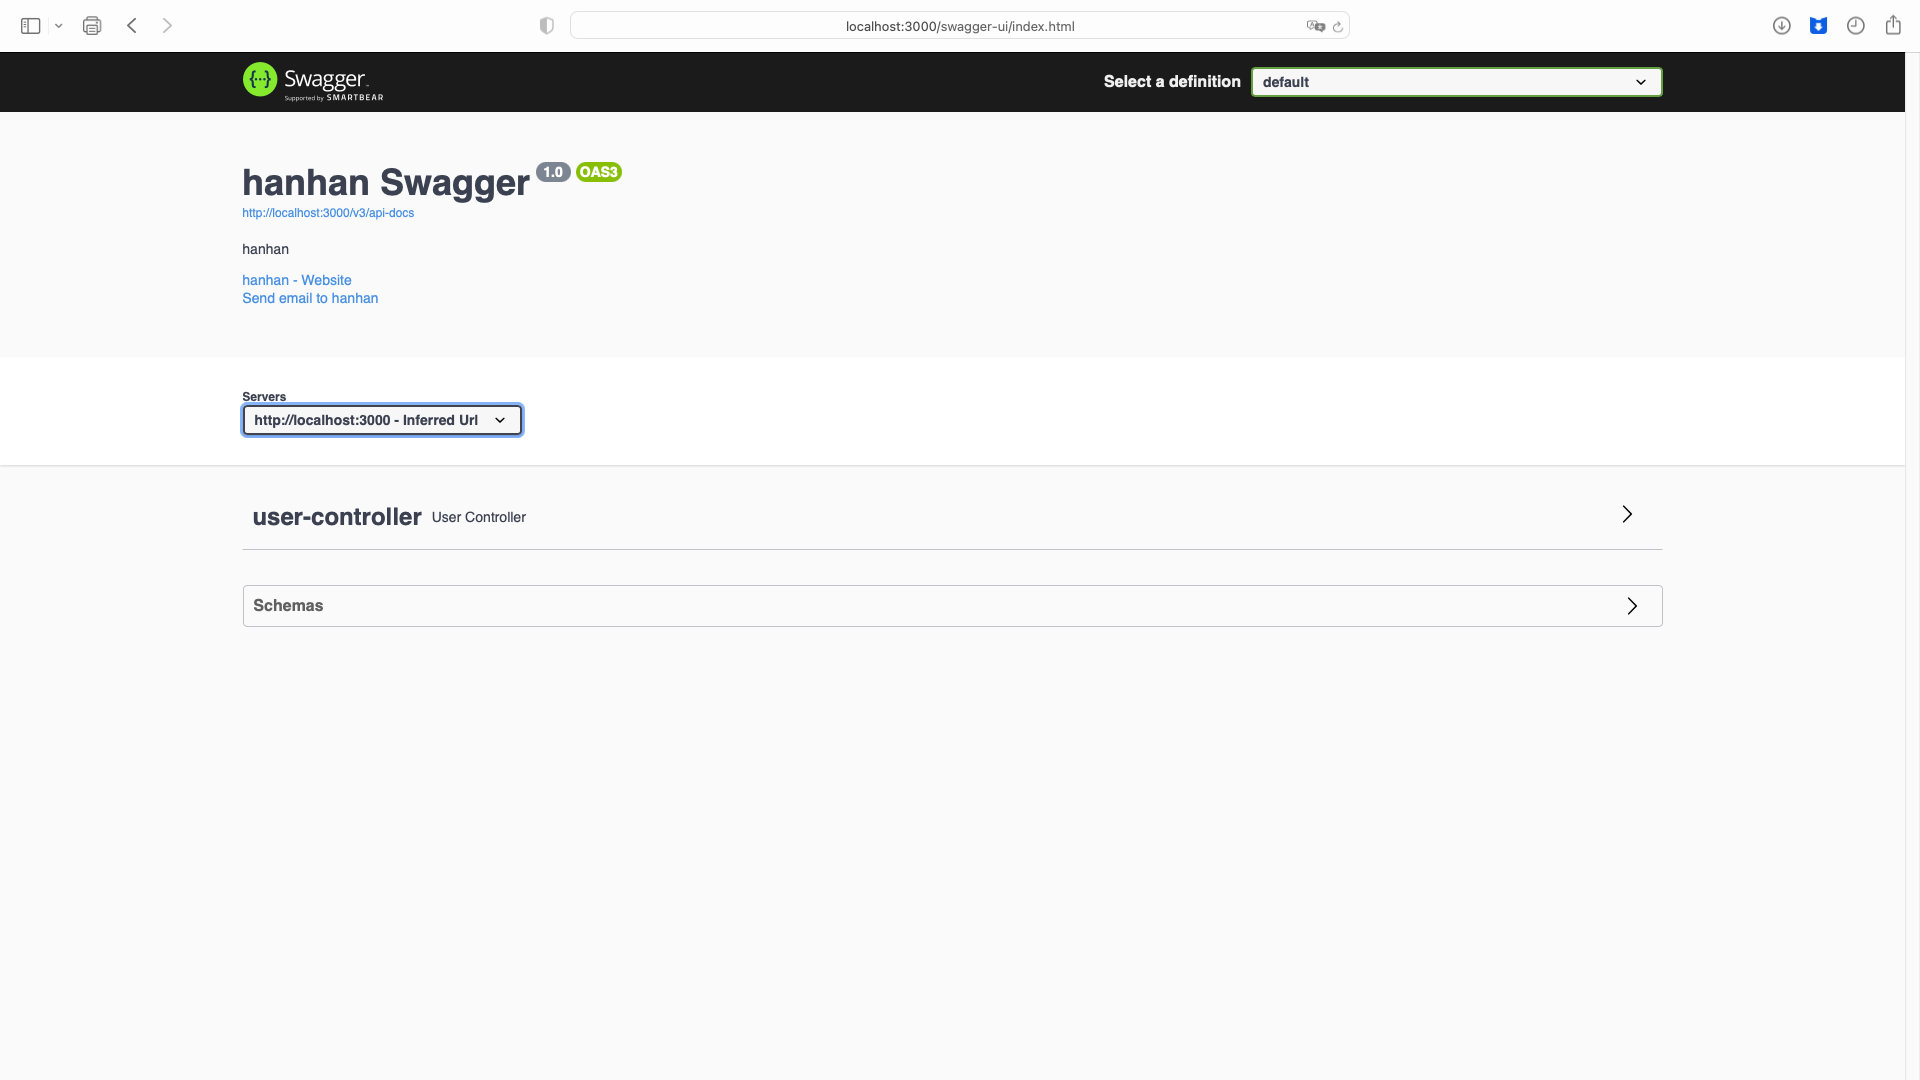 localhost:3000/swagger-ui/index.html
Swagger
Supported by SMARTBEAR
Select a definition
default
hanhan Swagger 1.0 OAS3
http://localhost:3000/v3/api-docs
hanhan
hanhan - Website
Send email to hanhan
Servers
http://localhost:3000 - Inferred Url
user-controller User Controller
Schemas